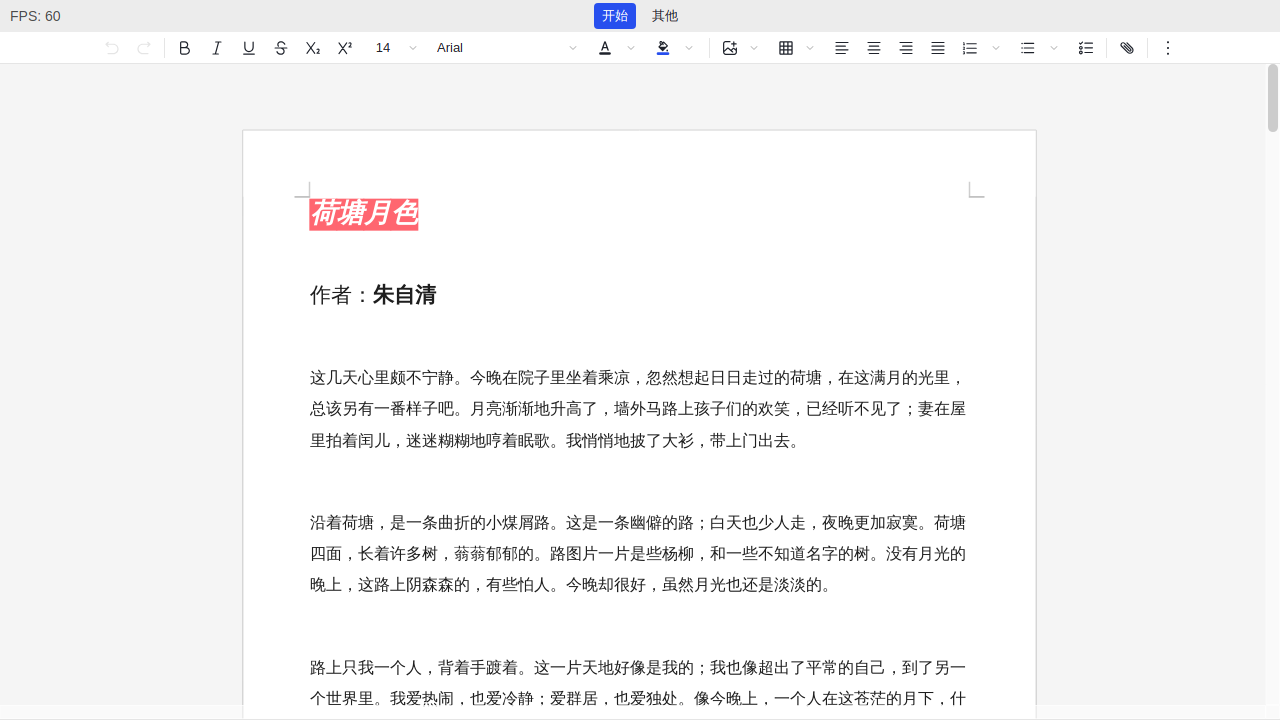 FPS: 60
开始 其他
14 Arial
荷塘月色
作者：朱自清
这几天心里颇不宁静。今晚在院子里坐着乘凉，忽然想起日日走过的荷塘，在这满月的光里，
总该另有一番样子吧。月亮渐渐地升高了，墙外马路上孩子们的欢笑，已经听不见了；妻在屋
里拍着闰儿，迷迷糊糊地哼着眠歌。我悄悄地披了大衫，带上门出去。
沿着荷塘，是一条曲折的小煤屑路。这是一条幽僻的路；白天也少人走，夜晚更加寂寞。荷塘
四面，长着许多树，蓊蓊郁郁的。路图片一片是些杨柳，和一些不知道名字的树。没有月光的
晚上，这路上阴森森的，有些怕人。今晚却很好，虽然月光也还是淡淡的。
路上只我一个人，背着手踱着。这一片天地好像是我的；我也像超出了平常的自己，到了另一
个世界里。我爱热闹，也爱冷静；爱群居，也爱独处。像今晚上，一个人在这苍茫的月下，什